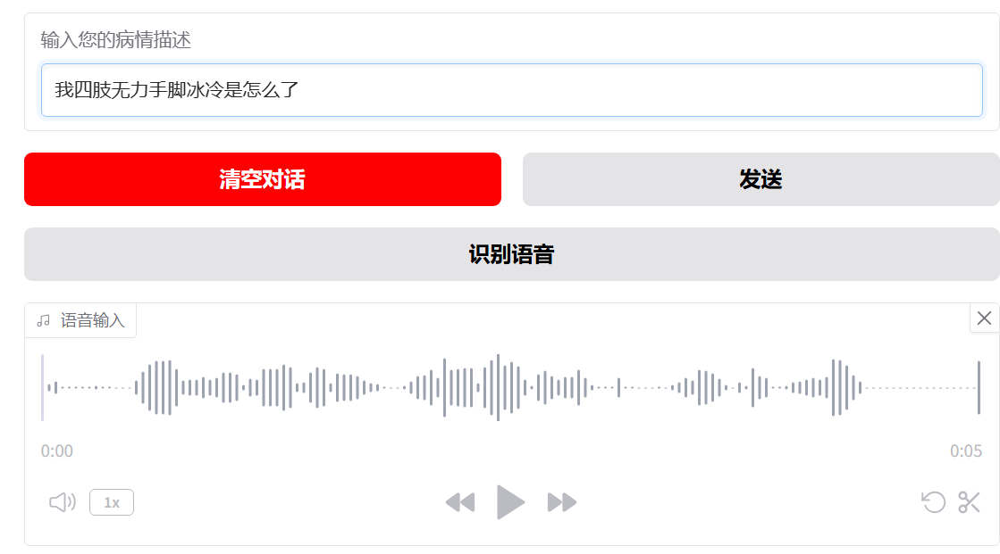 输入您的病情描述
我四肢无力手脚冰冷是怎么了
清空对话
发送
识别语音
语音输入
0:00
0:05
1x